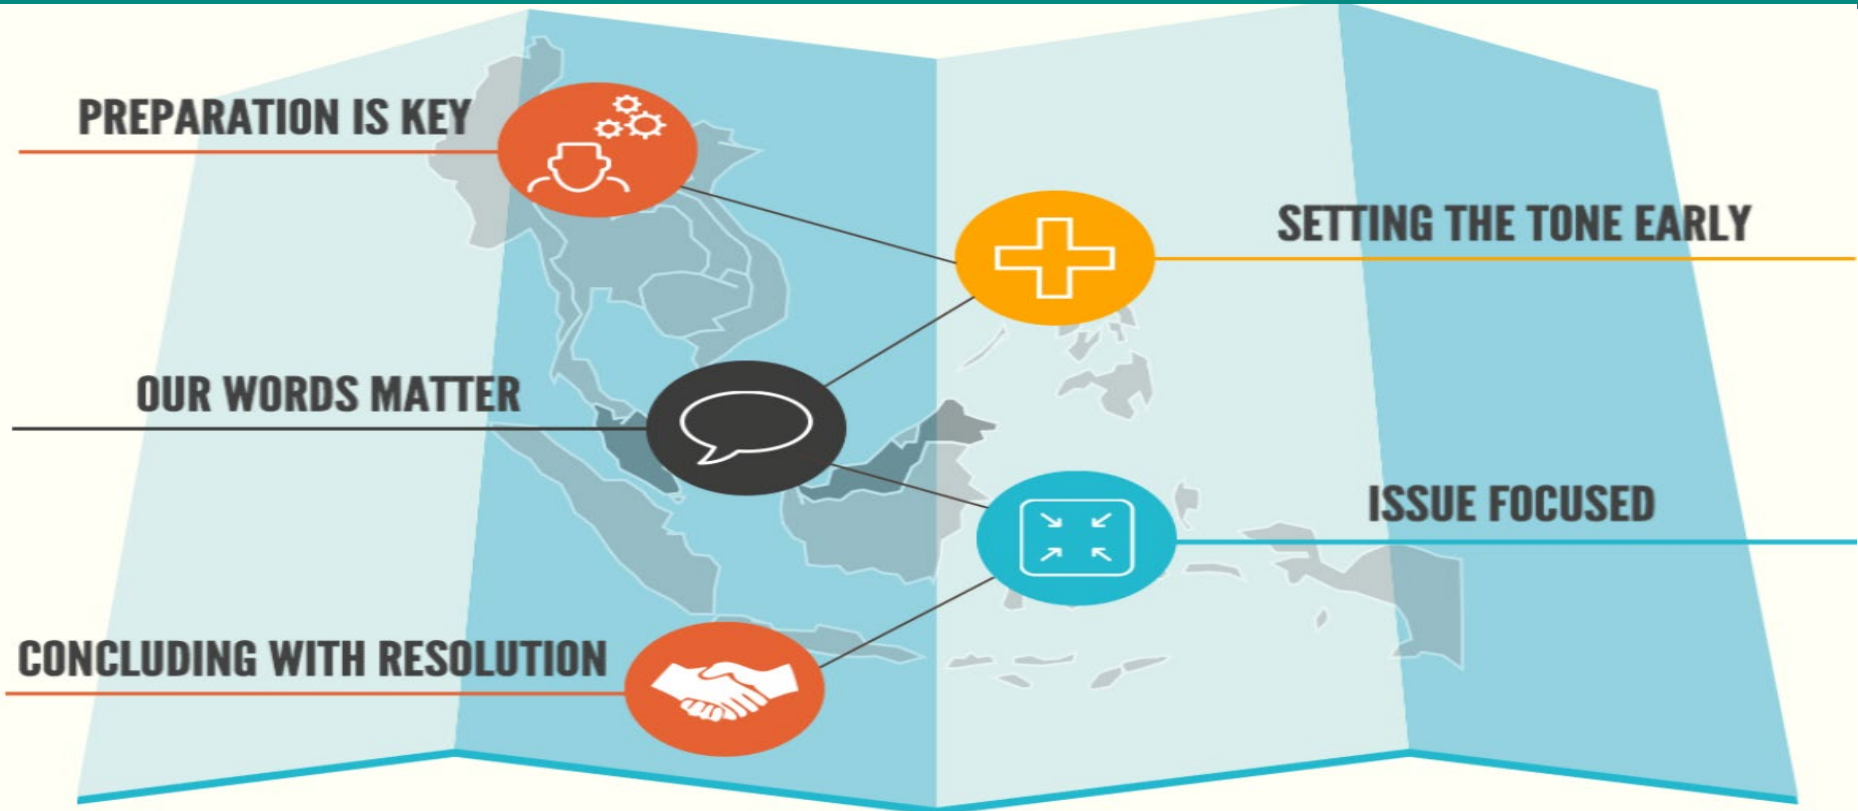 PREPARATION IS KEY
SETTING THE TONE EARLY
OUR WORDS MATTER
ISSUE FOCUSED
CONCLUDING WITH RESOLUTION